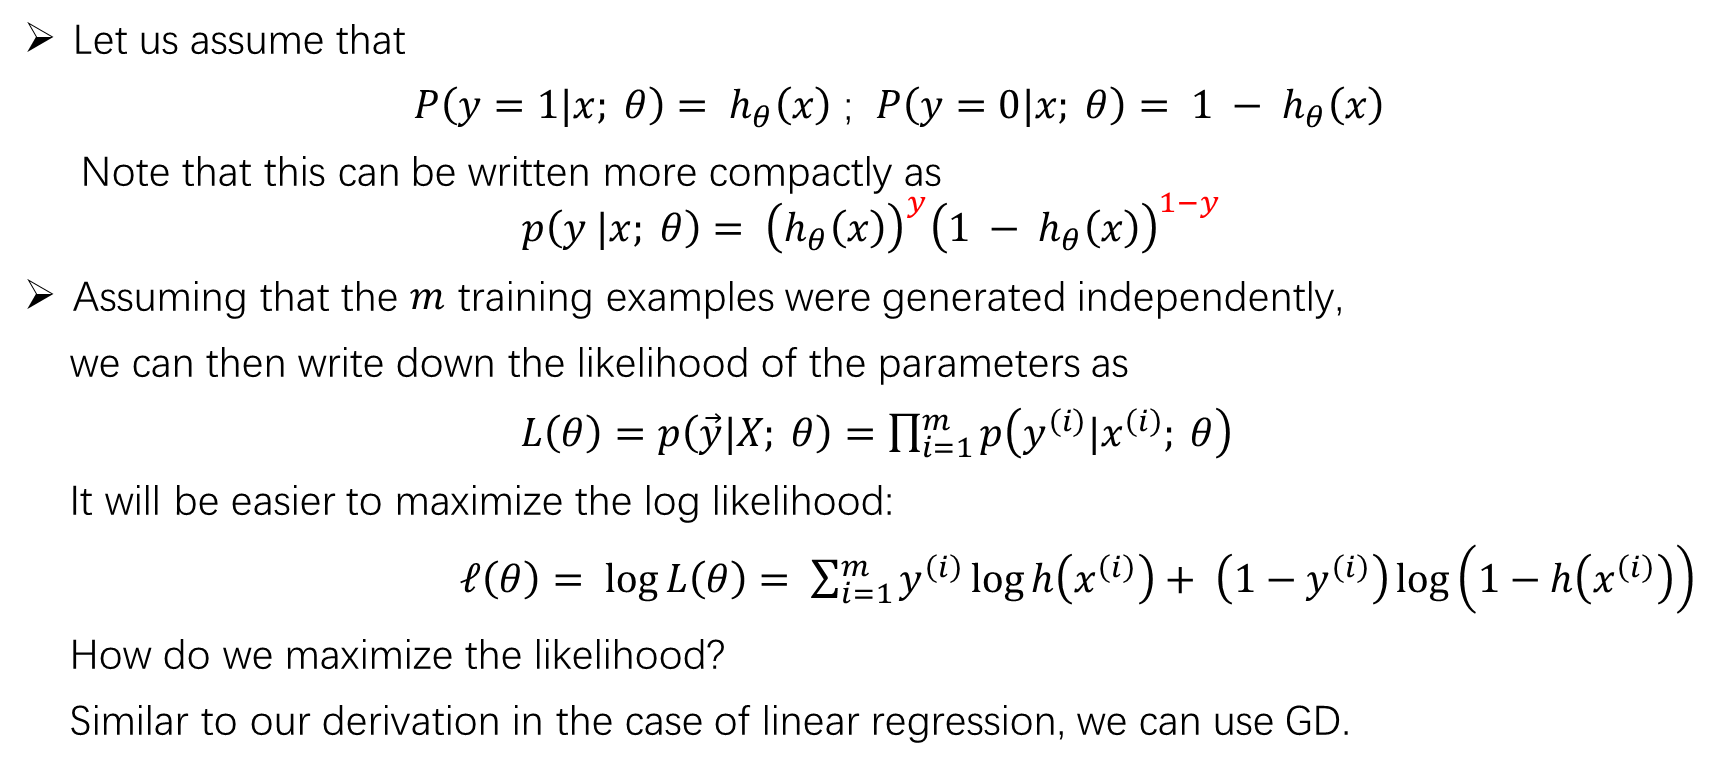 ➢ Let us assume that
P(y = 1|x; θ) = h_θ(x) ; P(y = 0|x; θ) = 1 − h_θ(x)
Note that this can be written more compactly as
p(y |x; θ) = (h_θ(x))^y (1 − h_θ(x))^{1−y}
➢ Assuming that the m training examples were generated independently,
we can then write down the likelihood of the parameters as
L(θ) = p(y⃗|X; θ) = ∏_{i=1}^{m} p(y^{(i)}|x^{(i)}; θ)
It will be easier to maximize the log likelihood:
ℓ(θ) = log L(θ) = ∑_{i=1}^{m} y^{(i)} log h(x^{(i)}) + (1 − y^{(i)}) log(1 − h(x^{(i)}))
How do we maximize the likelihood?
Similar to our derivation in the case of linear regression, we can use GD.